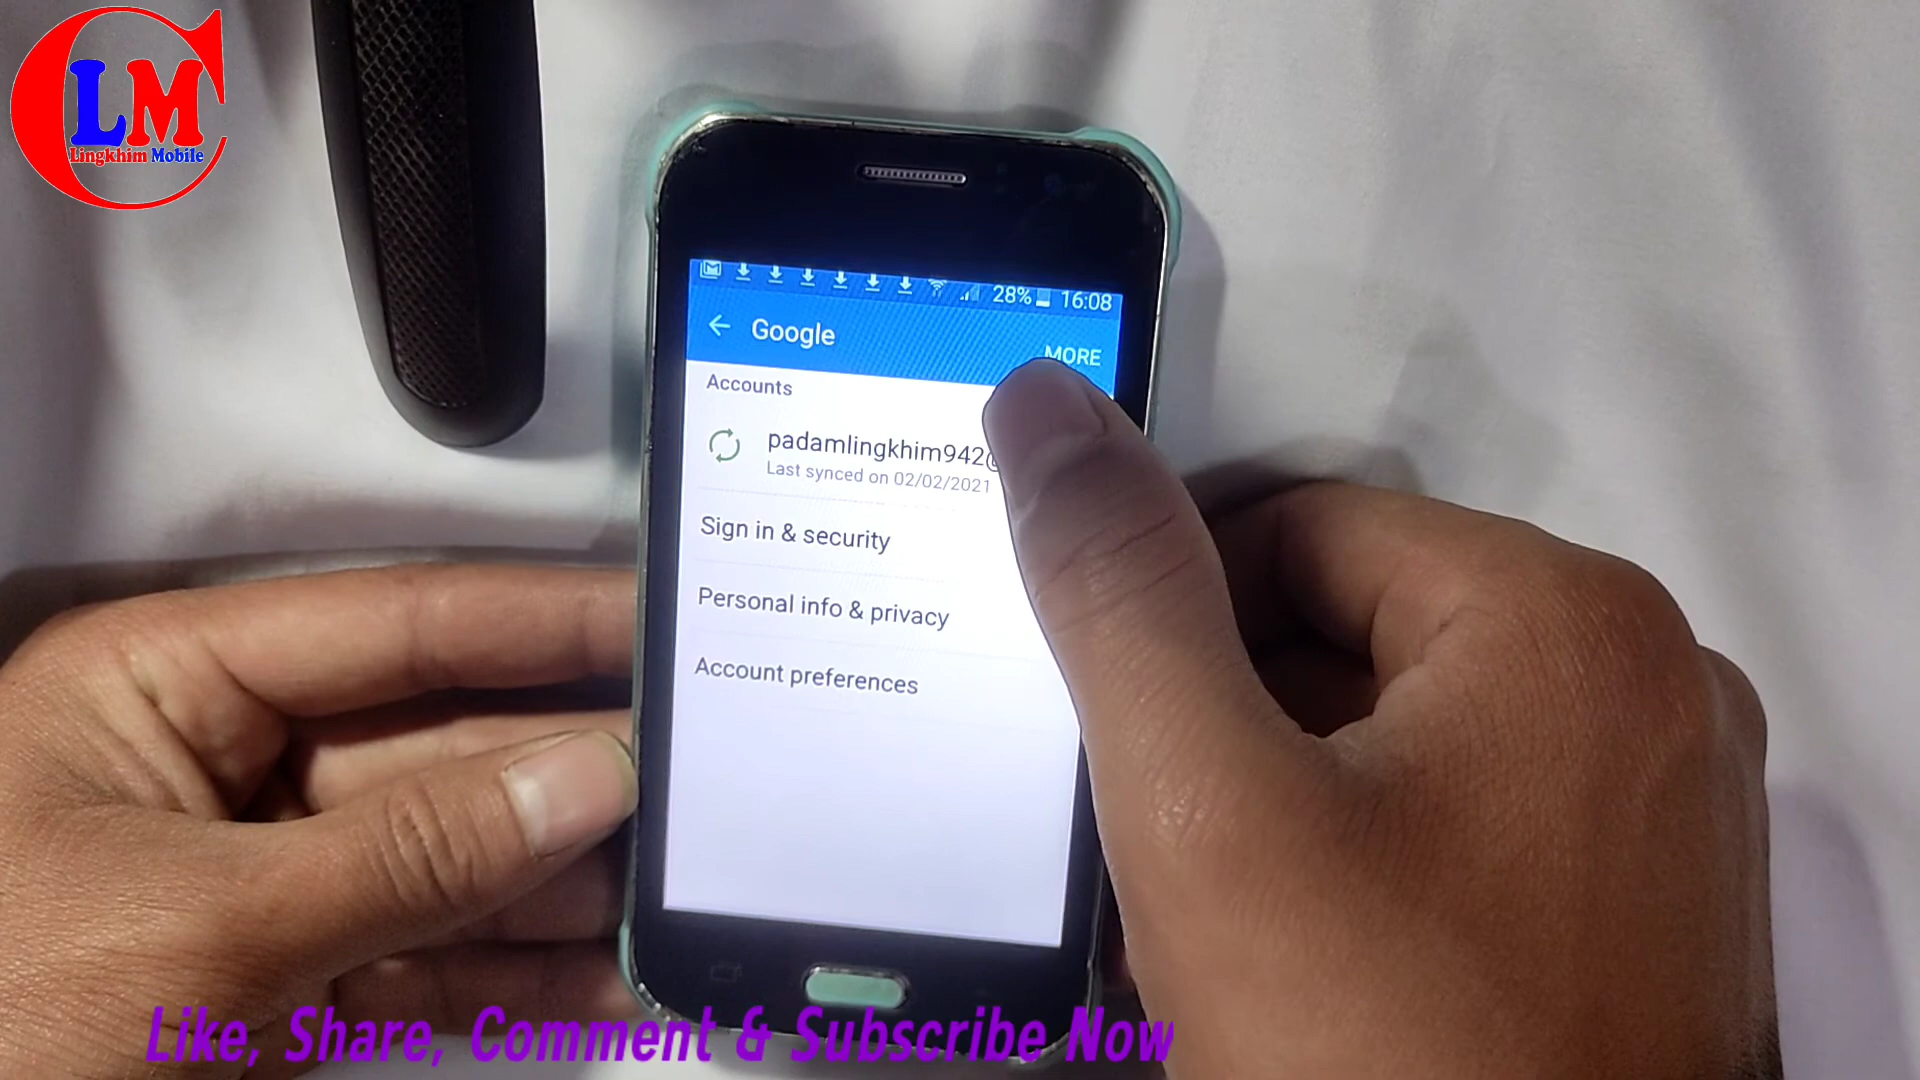 LM
Lingkhim Mobile
28% 16:08
Google
MORE
Accounts
padamlingkhim942@
Last synced on 02/02/2021
Sign in & security
Personal info & privacy
Account preferences
Like, Share, Comment & Subscribe Now